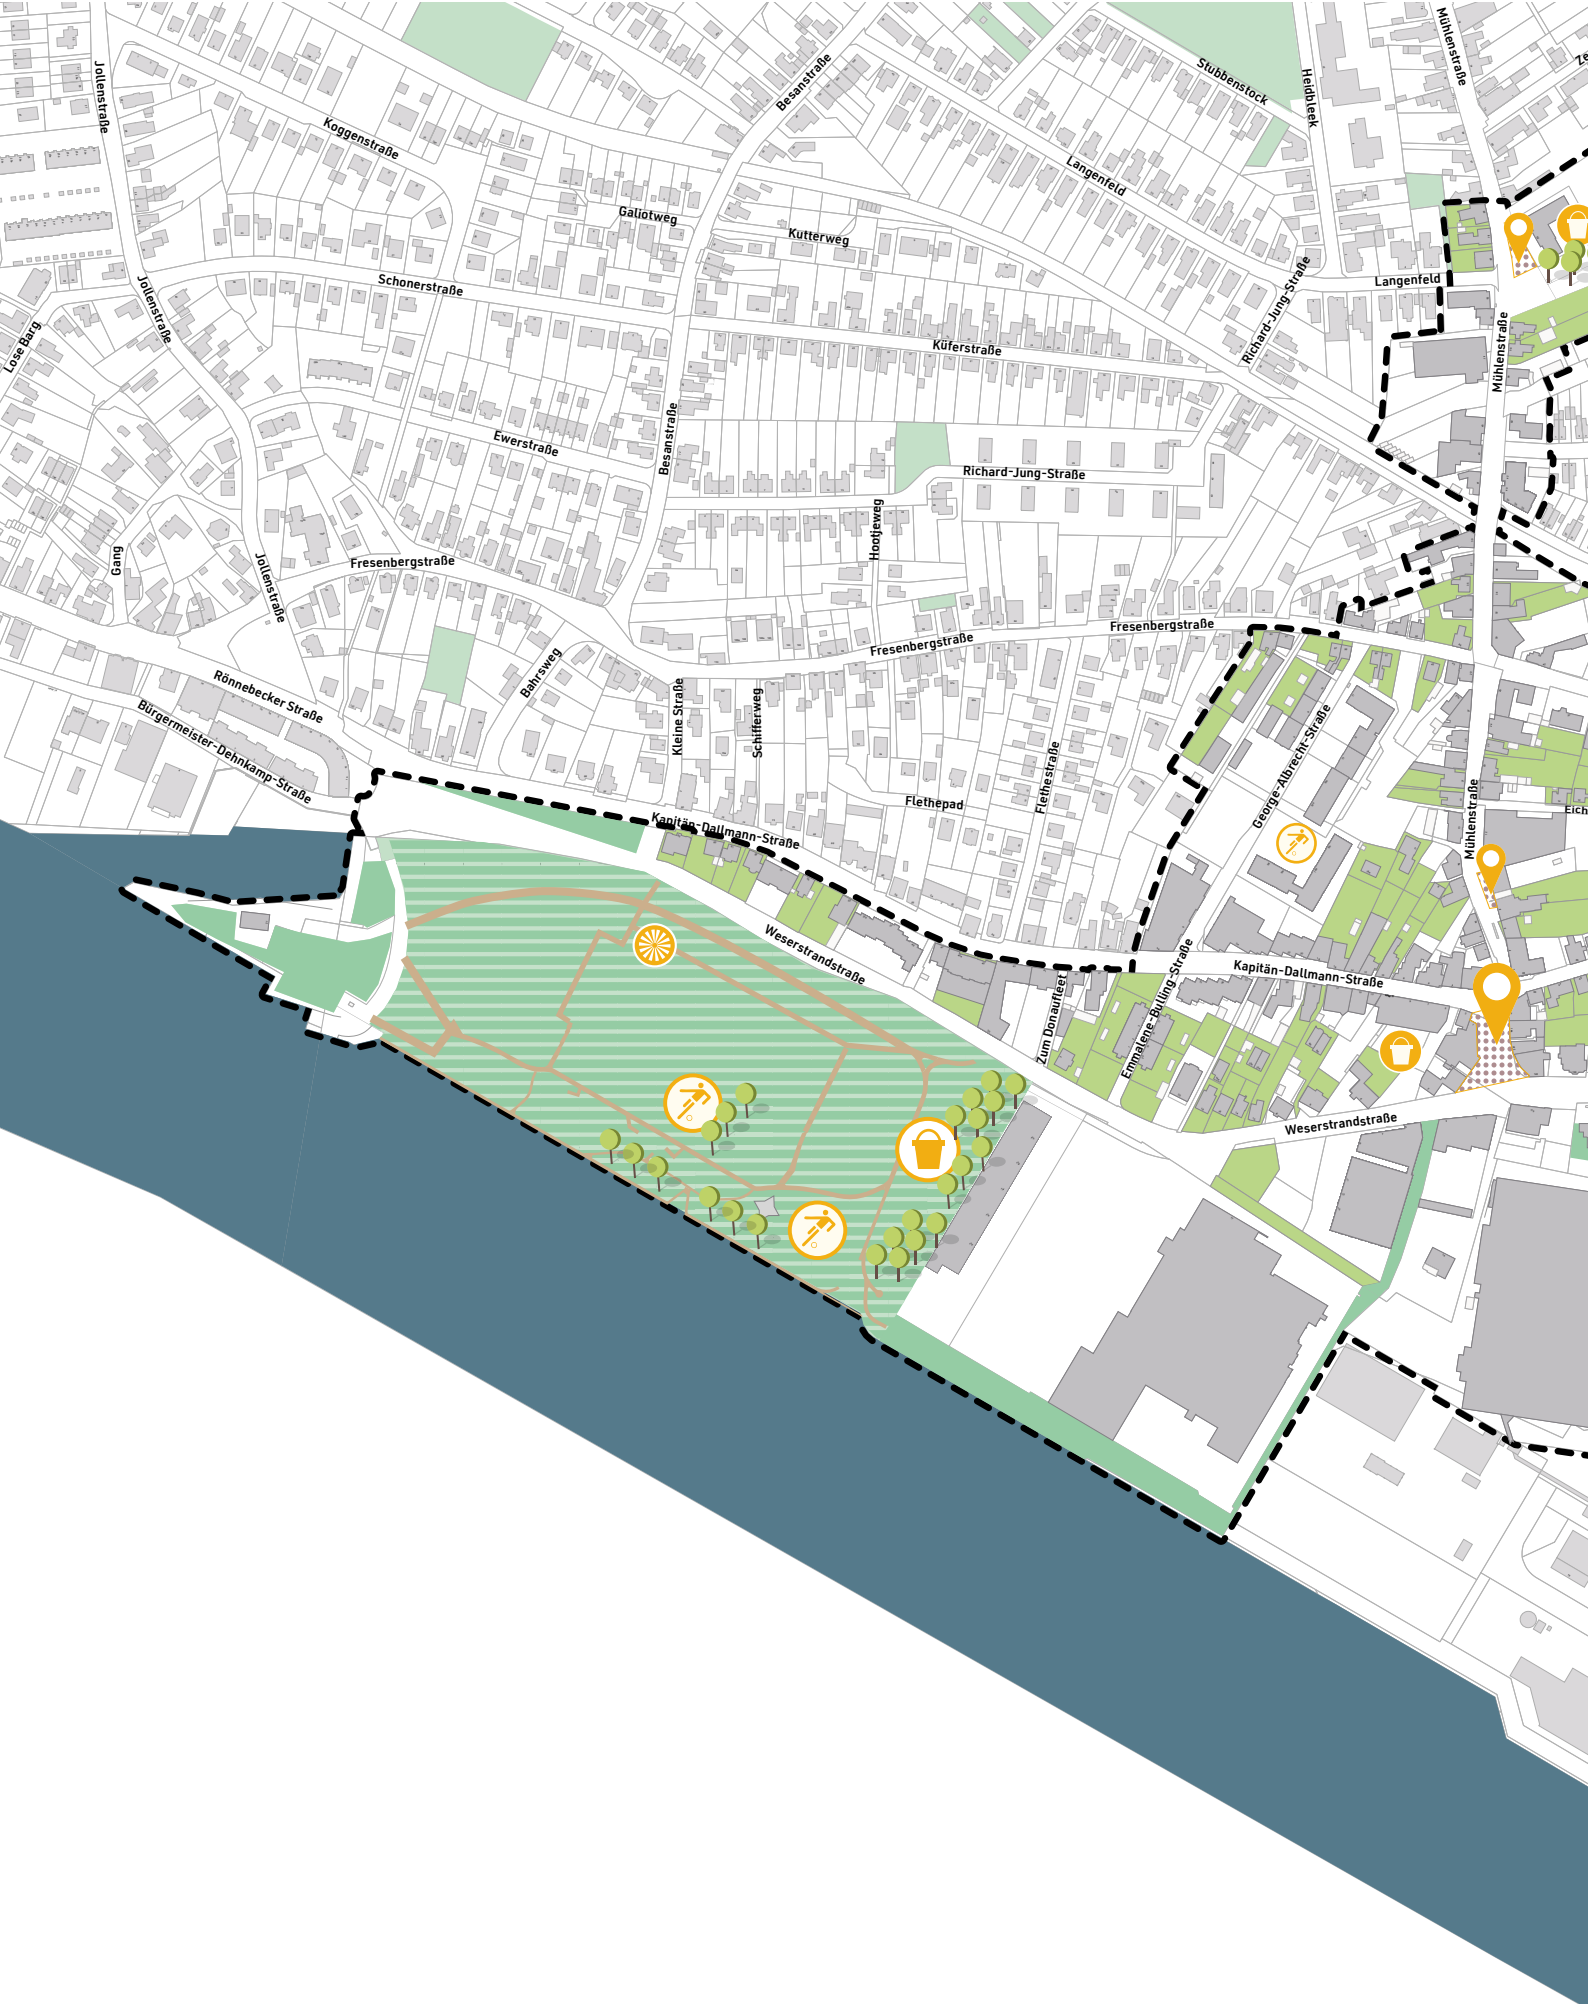 Mühlenstraße
Jollenstraße
Besanstraße
Stubbenstock
Heidbleek
Koggenstraße
Langenfeld
Galiotweg
Kutterweg
Schonerstraße
Langenfeld
Jollenstraße
Richard-Jung-Straße
Lose Barg
Küferstraße
Mühlenstraße
Ewerstraße
Besanstraße
Richard-Jung-Straße
Hootjeweg
Gang
Fresenbergstraße
Jollenstraße
Fresenbergstraße
Fresenbergstraße
Bahrsweg
Rönnebecker Straße
Kleine Straße
Schifferweg
Bürgermeister-Dehnkamp-Straße
George-Albrecht-Straße
Flethestraße
Flethepad
Eich
Mühlenstraße
Kapitän-Dallmann-Straße
Weserstrandstraße
Kapitän-Dallmann-Straße
Zum Donaufleet
Emmalene-Bulling-Straße
Weserstrandstraße